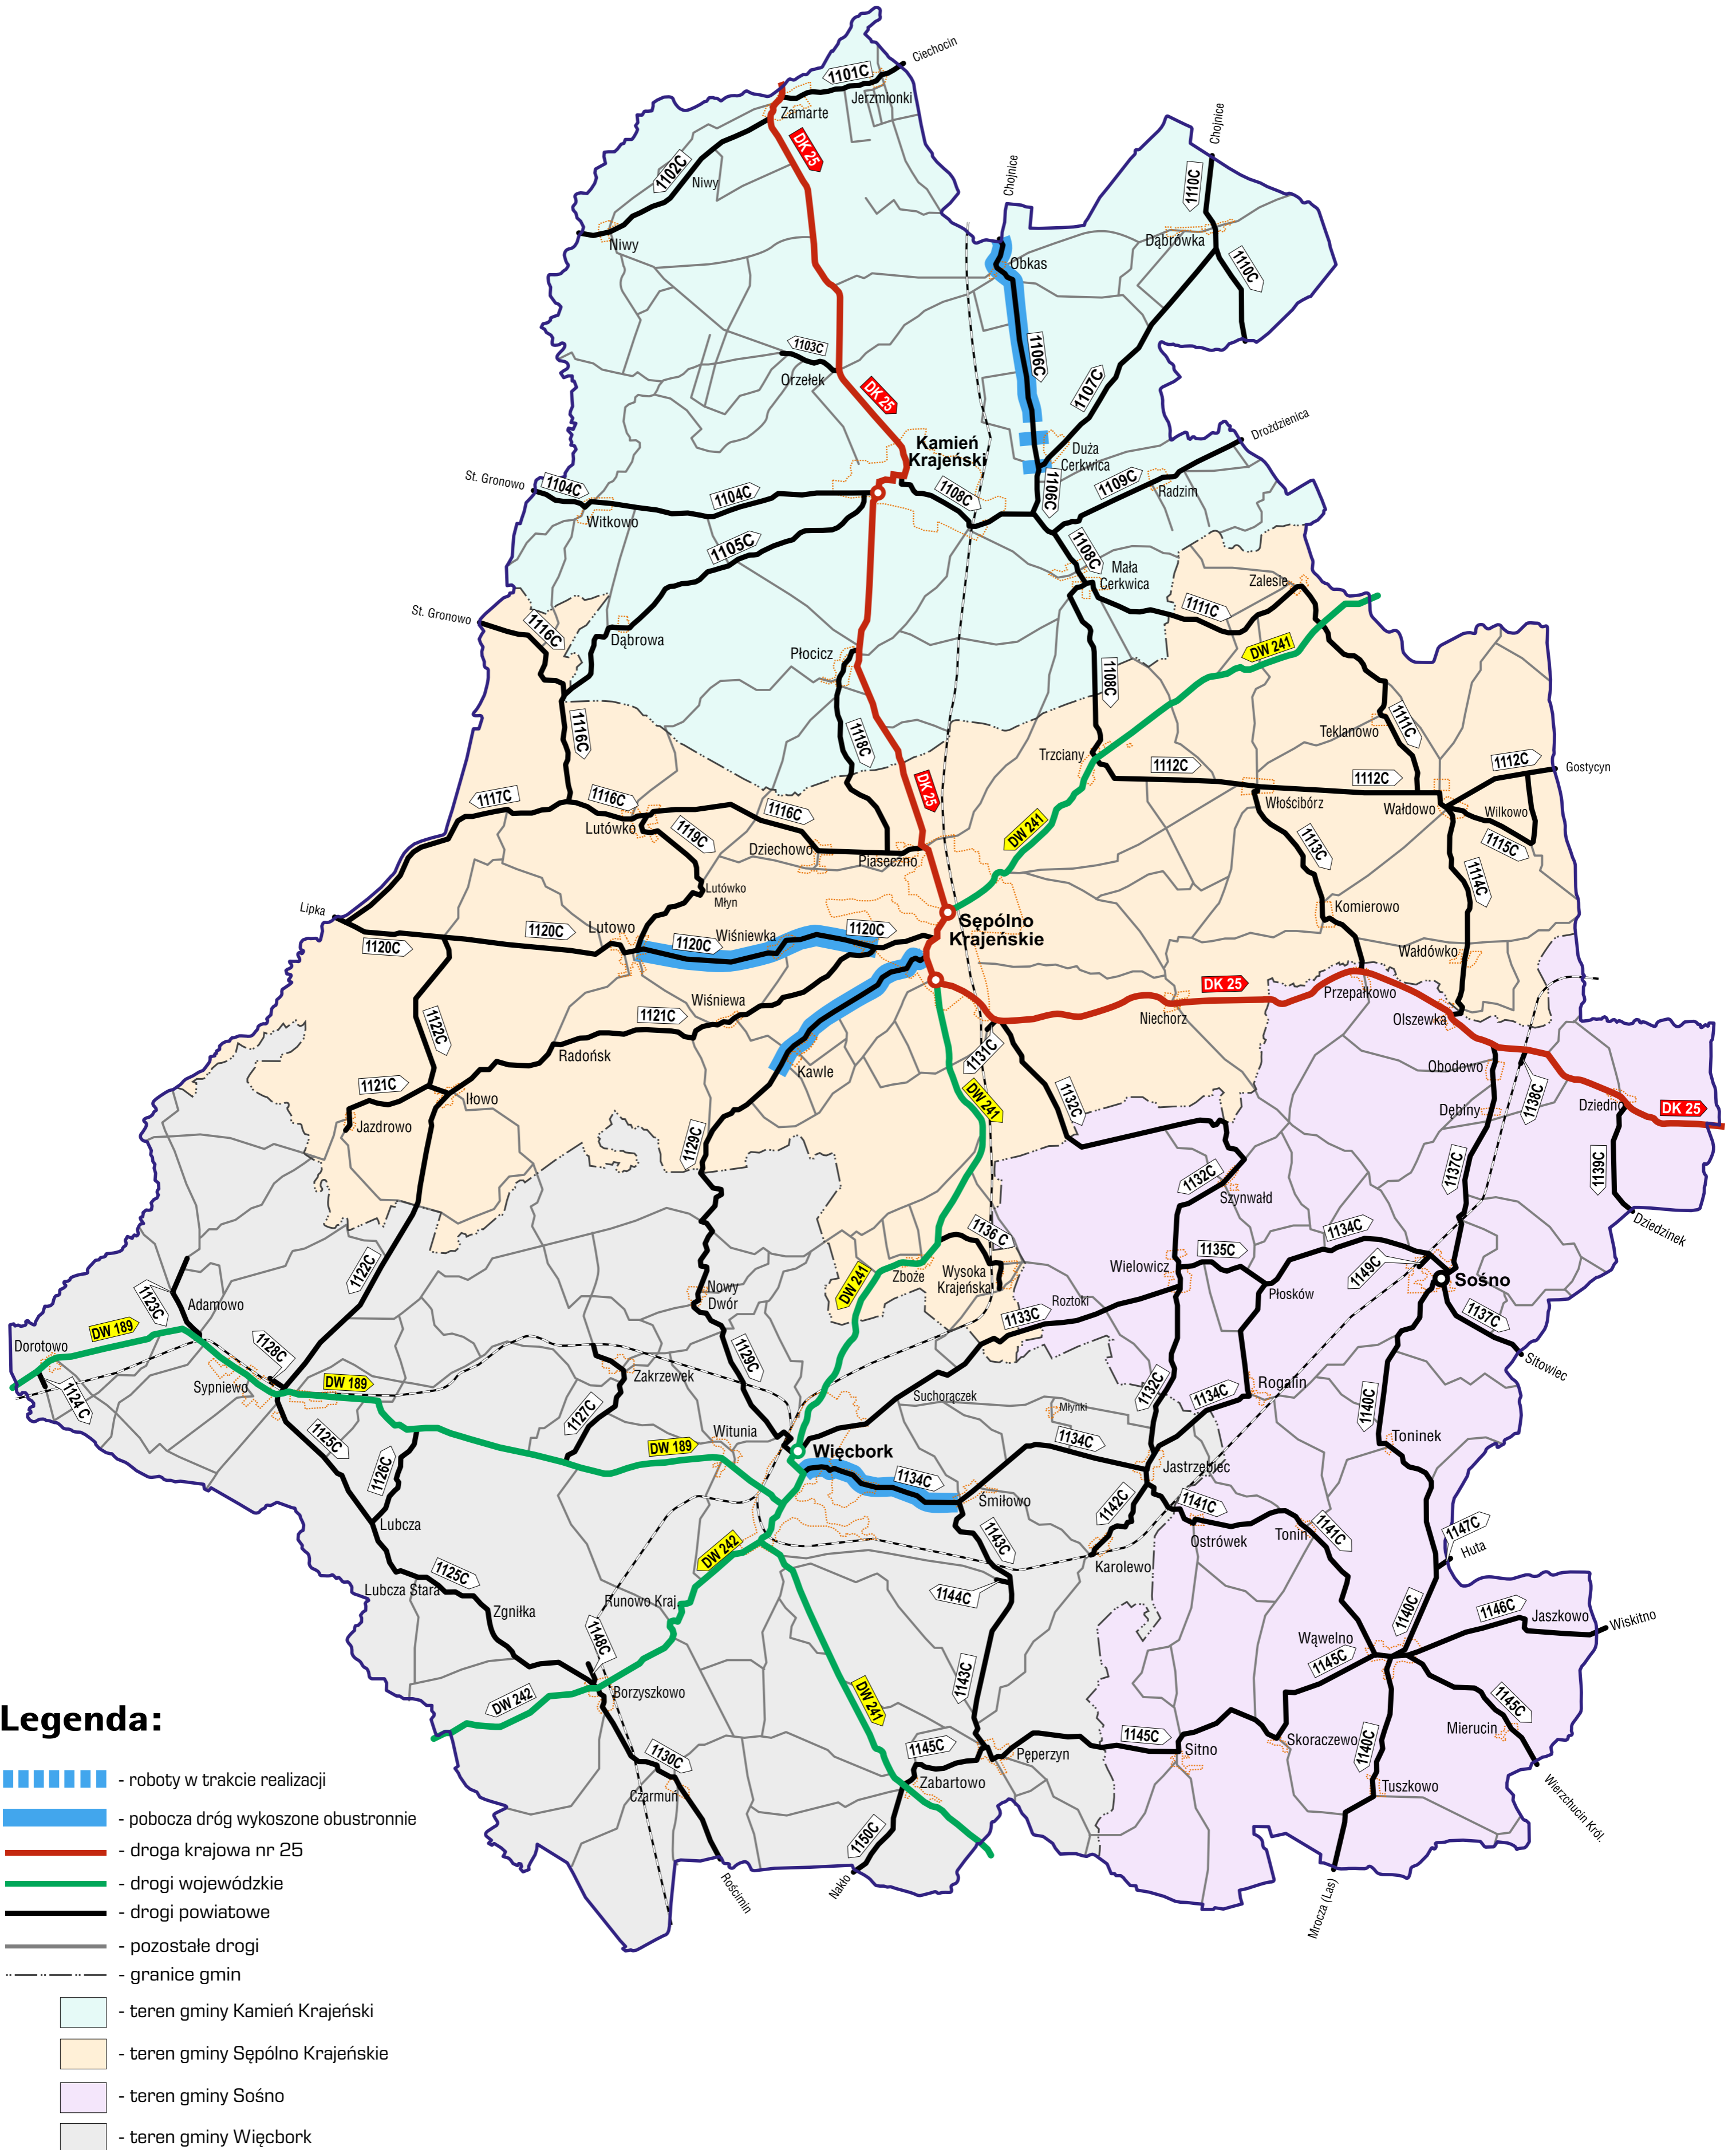 Ciechocin
1101C
Jerzmionki
Zamarte
DK 25
1102C
Niwy
Niwy
Chojnice
Chojnice
1110C
Dąbrówka
1110C
Obkas
1106C
1103C
Orzełek
DK 25
1107C
Kamień
Krajeński
Duża
Cerkwica
Drożdzienica
St. Gronowo
1104C
1104C
Witkowo
1108C
1106C
1109C
Radzim
1105C
1108C
Mała
Cerkwica
Zalesie
St. Gronowo
1116C
Dąbrowa
1111C
Płocicz
DW 241
1108C
1116C
1118C
Teklanowo
1111C
Trzciany
1112C
1112C
1112C
Gostycyn
DK 25
1117C
1116C
1116C
Włościbórz
Wałdowo
Wilkowo
Lutówko
1119C
Dziechowo
Piaseczno
DW 241
1113C
1115C
1114C
Lutówko
Młyn
Lipka
Komierowo
Sępólno
Krajeńskie
1120C
1120C
Lutowo
1120C
Wiśniewka
1120C
Wałdówko
DK 25
Przepałkowo
Wiśniewa
1121C
Niechorz
Olszewka
1122C
Radońsk
1131C
Kawle
Obodowo
1121C
Iłowo
DW 241
1132C
Dębiny
1138C
Dziedno
DK 25
Jazdrowo
1129C
1137C
1139C
1132C
Szynwałd
Dziedzinek
1136 C
1134C
1122C
1135C
1149C
Wielowicz
Sośno
Zboże
Wysoka
Krajeńska
DW 241
Płosków
Nowy
Dwór
1123C
Adamowo
Roztoki
1133C
1137C
DW 189
Dorotowo
1128C
1129C
Sitowiec
Sypniewo
DW 189
Zakrzewek
1124 C
1132C
1134C
Rogalin
Suchorączek
Młynki
1140C
1127C
1125C
Witunia
DW 189
Więcbork
1134C
Toninek
1126C
1134C
Jastrzębiec
Śmiłowo
1142C
1141C
Lubcza
Ostrówek
Tonin
1141C
1147C
Huta
DW 242
1143C
Karolewo
1125C
Lubcza Stara
1144C
Zgniłka
Runowo Kraj.
1140C
1146C
Jaszkowo
Wiskitno
1148C
Wąwelno
1145C
1143C
Borzyszkowo
DW 242
DW 241
1145C
Mierucin
1145C
1145C
Skoraczewo
1140C
Sitno
1130C
Pęperzyn
Zabartowo
Czarmuń
Tuszkowo
Wierzchucin Król.
1150C
Rościmin
Nakło
Mrocza (Las)
Legenda:
- roboty w trakcie realizacji
- pobocza dróg wykoszone obustronnie
- droga krajowa nr 25
- drogi wojewódzkie
- drogi powiatowe
- pozostałe drogi
- granice gmin
- teren gminy Kamień Krajeński
- teren gminy Sępólno Krajeńskie
- teren gminy Sośno
- teren gminy Więcbork